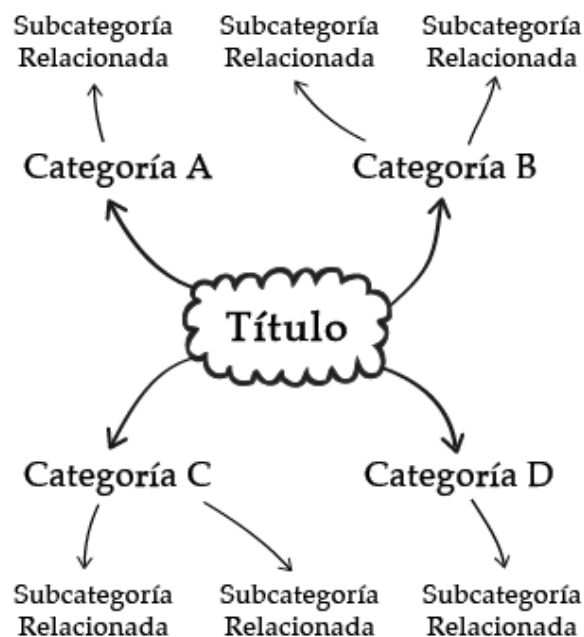 Subcategoría
Relacionada
Subcategoría
Relacionada
Subcategoría
Relacionada
Categoría A
Categoría B
Título
Categoría C
Categoría D
Subcategoría
Relacionada
Subcategoría
Relacionada
Subcategoría
Relacionada